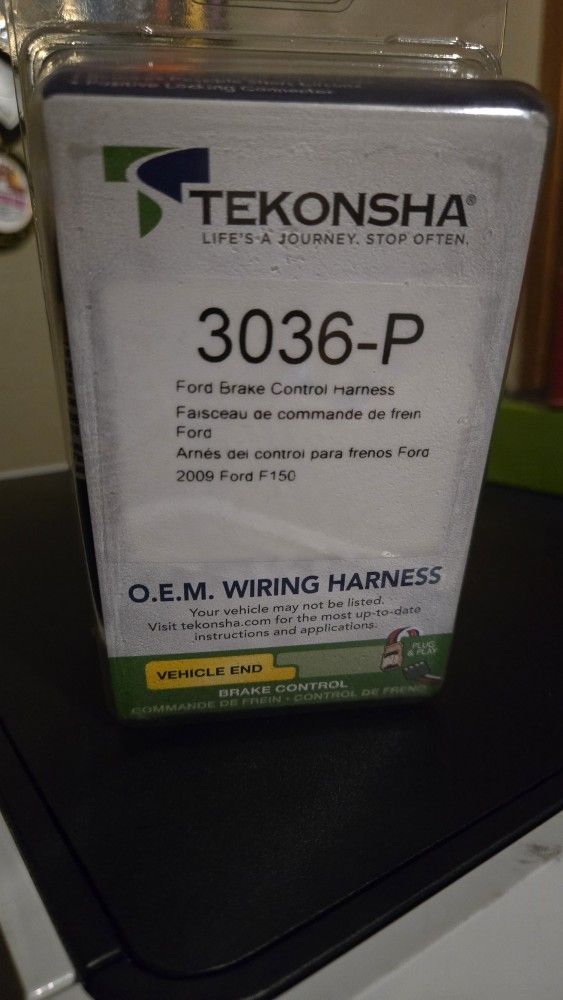 Positive Locking Connector
TEKONSHA®
LIFE'S A JOURNEY. STOP OFTEN.
3036-P
Ford Brake Control Harness
Faisceau de commande de frein
Ford
Arnés del control para frenos Ford
2009 Ford F150
O.E.M. WIRING HARNESS
Your vehicle may not be listed.
Visit tekonsha.com for the most up-to-date
instructions and applications.
PLUG
& PLAY
VEHICLE END
BRAKE CONTROL
COMMANDE DE FREIN • CONTROL DE FRENO